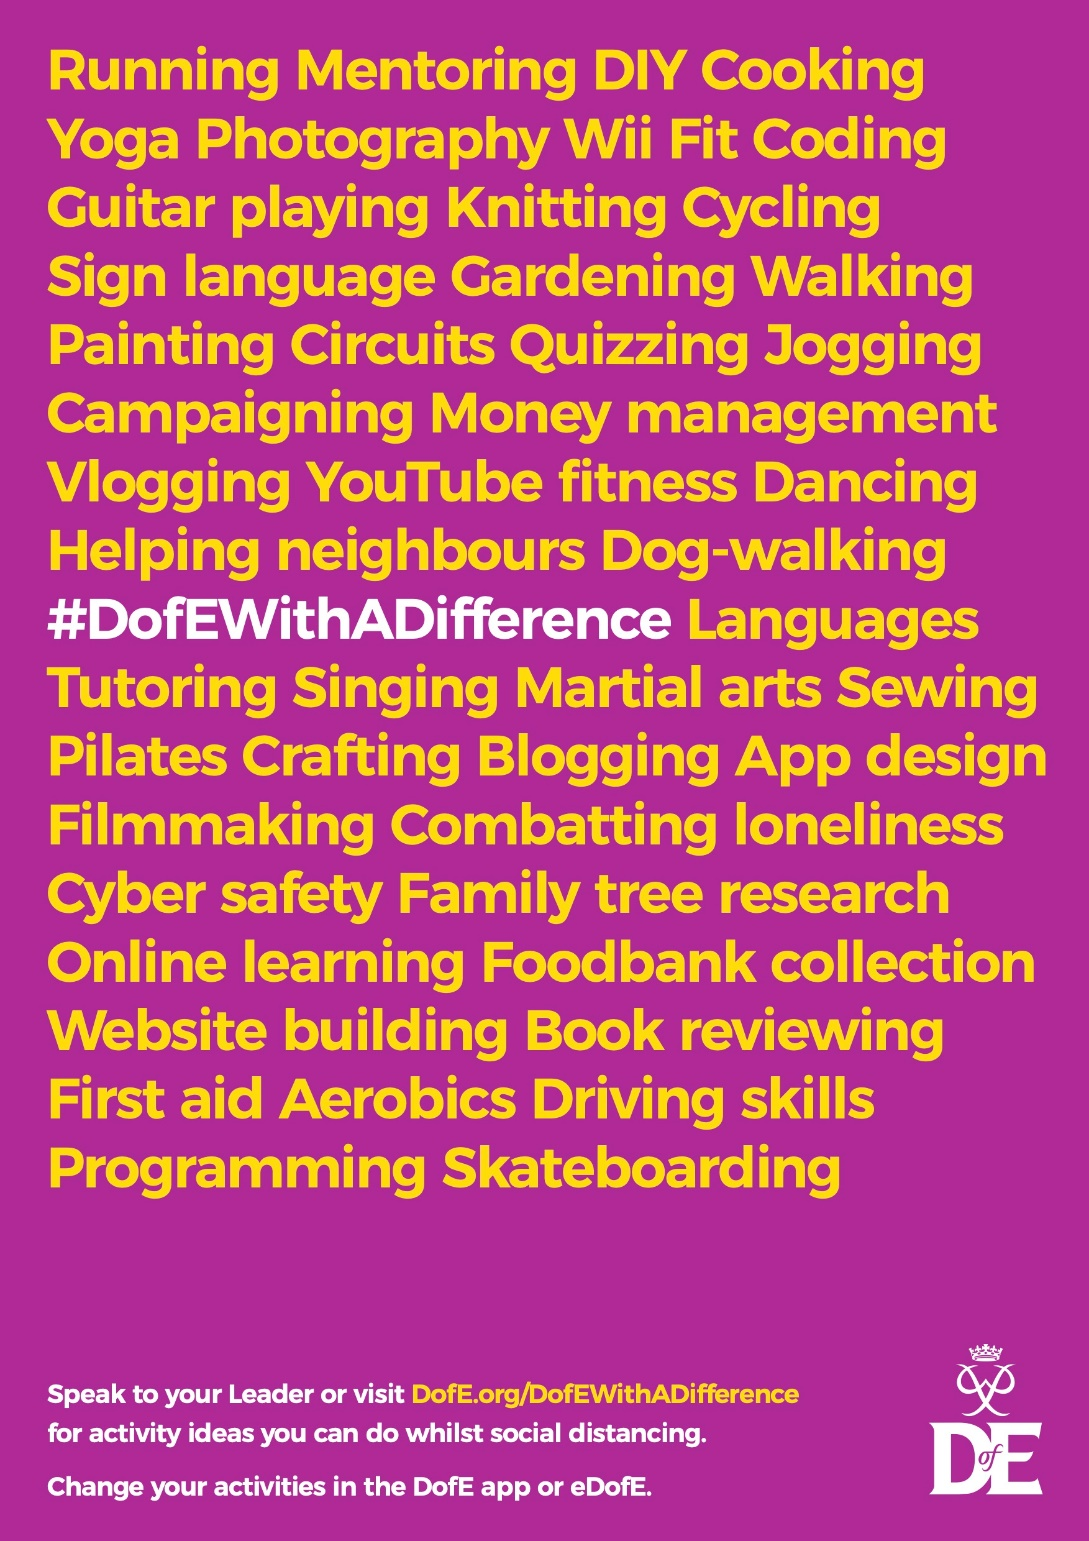 Running Mentoring DIY Cooking
Yoga Photography Wii Fit Coding
Guitar playing Knitting Cycling
Sign language Gardening Walking
Painting Circuits Quizzing Jogging
Campaigning Money management
Vlogging YouTube fitness Dancing
Helping neighbours Dog-walking
#DofEWithADifference Languages
Tutoring Singing Martial arts Sewing
Pilates Crafting Blogging App design
Filmmaking Combatting loneliness
Cyber safety Family tree research
Online learning Foodbank collection
Website building Book reviewing
First aid Aerobics Driving skills
Programming Skateboarding
Speak to your Leader or visit DofE.org/DofEWithADifference
for activity ideas you can do whilst social distancing.
Change your activities in the DofE app or eDofE.
DofE